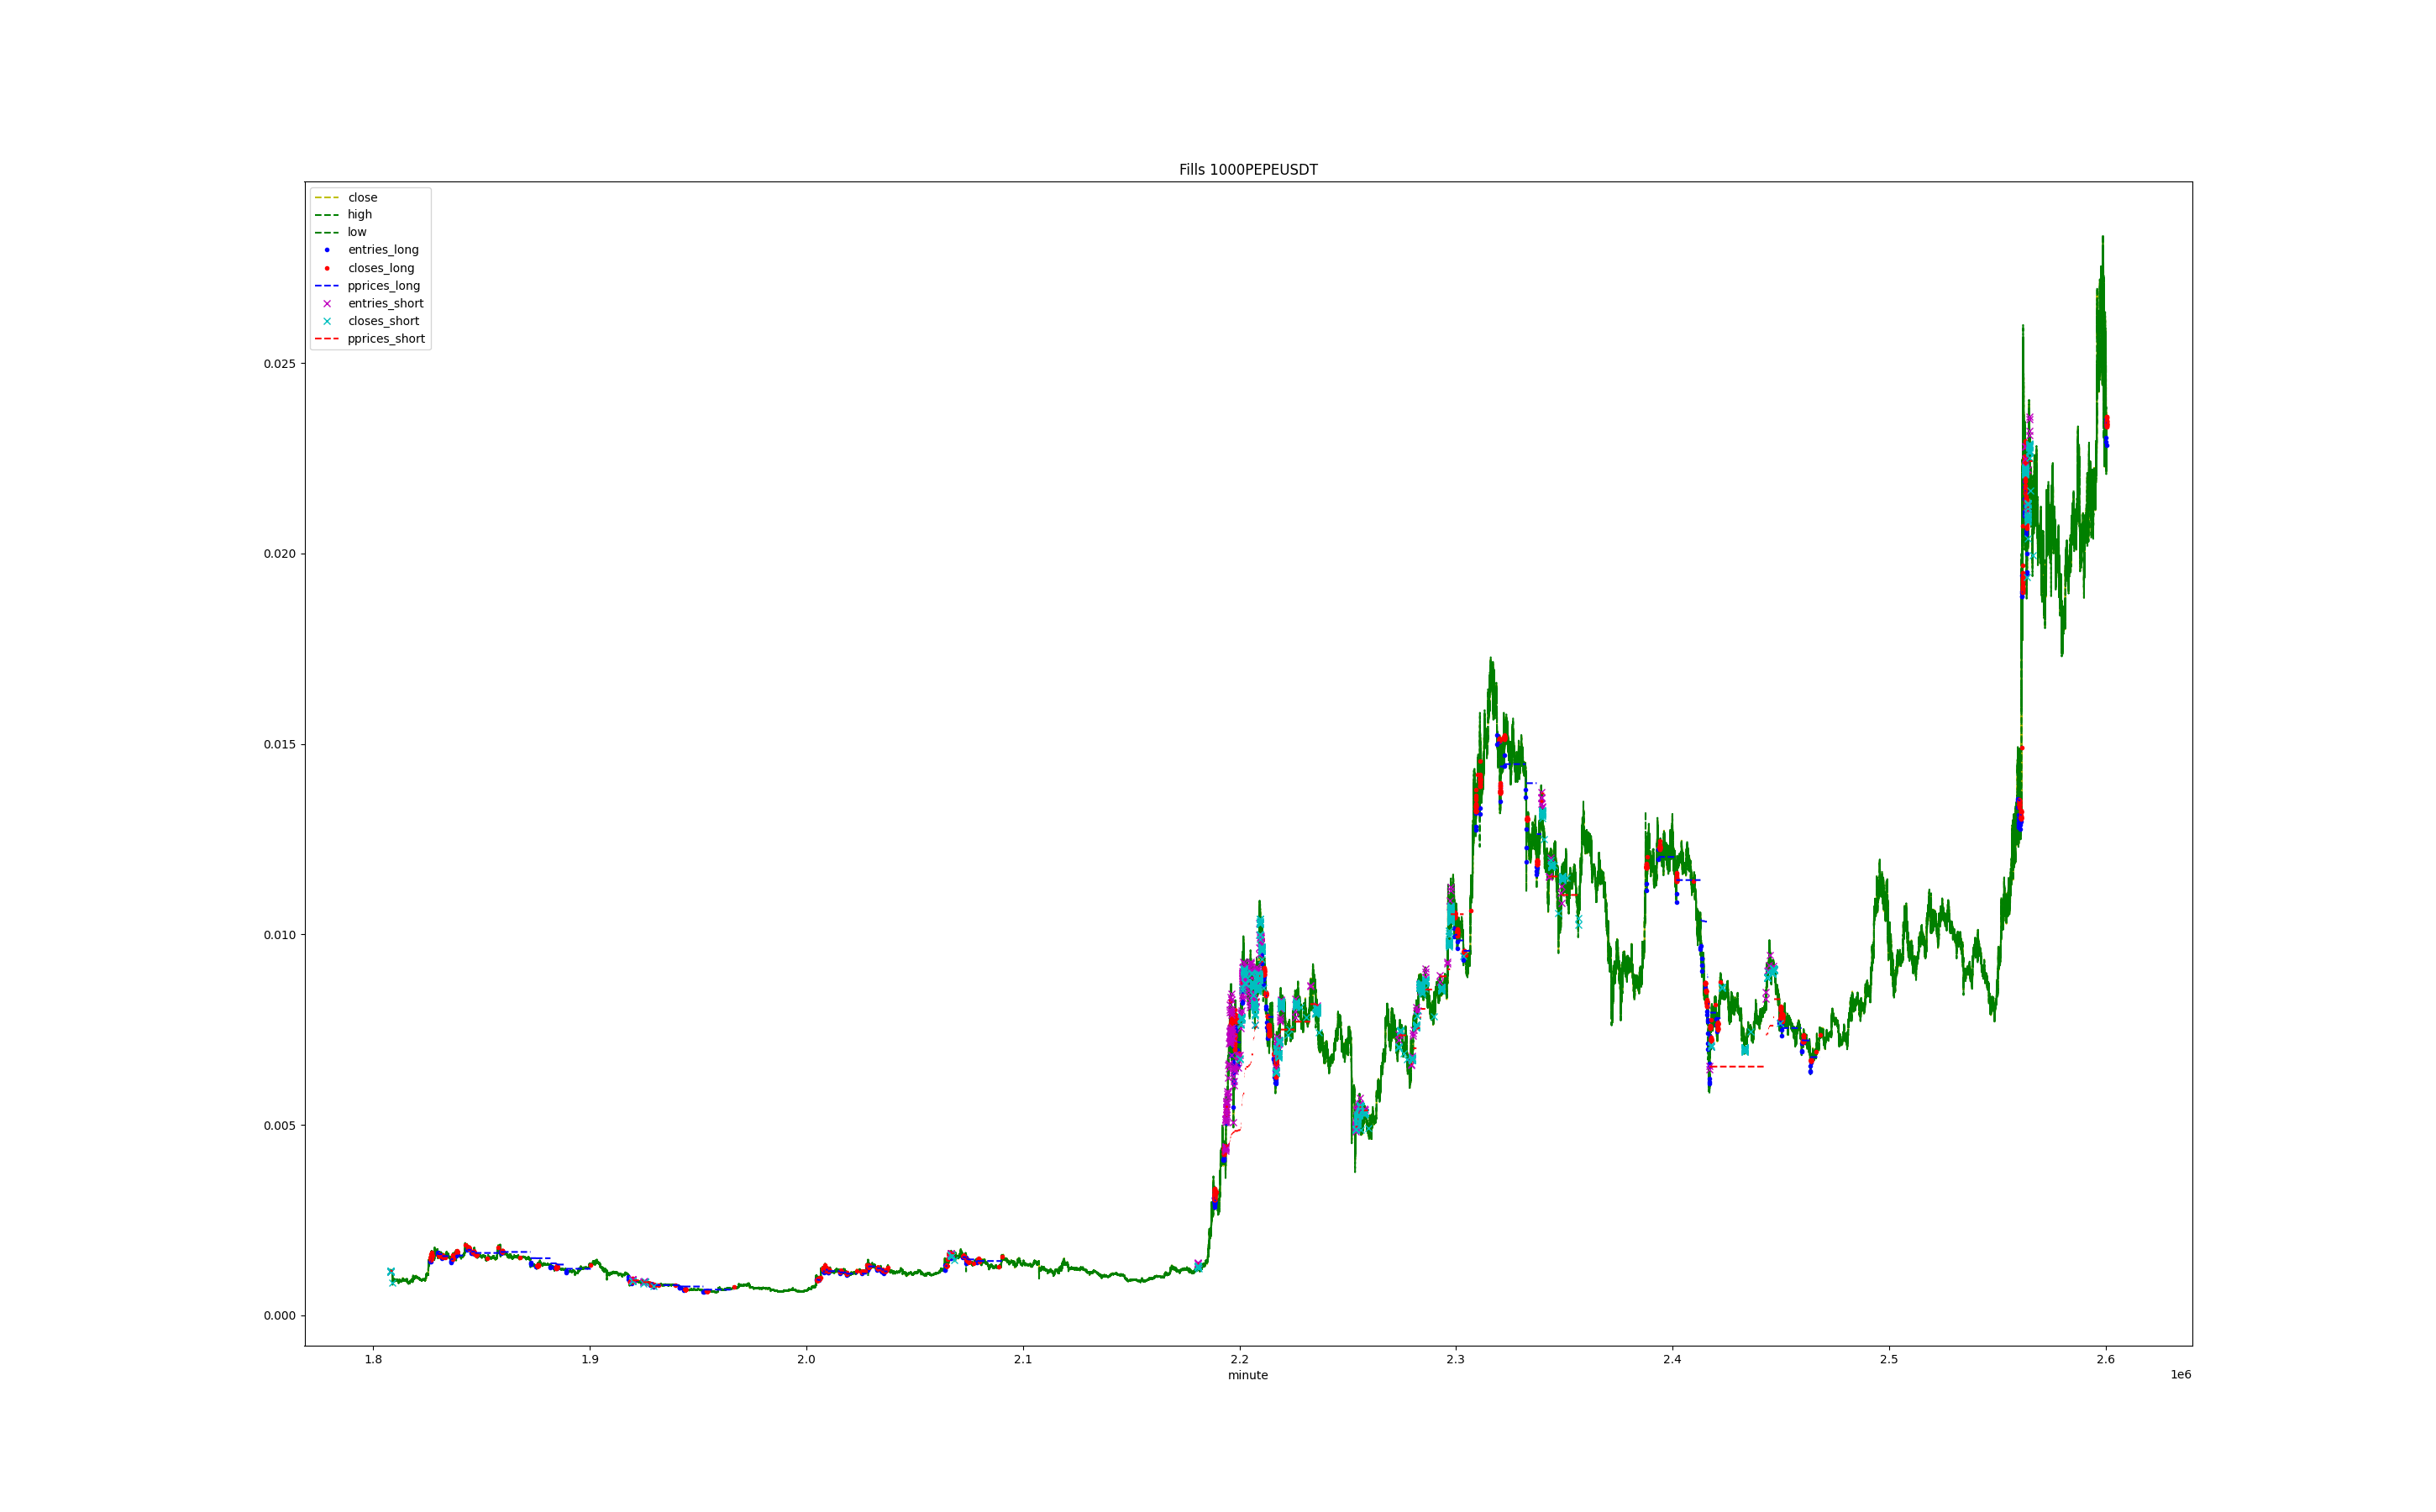 Fills 1000PEPEUSDT
close
high
low
entries_long
closes_long
pprices_long
entries_short
closes_short
pprices_short
0.025
0.020
0.015
0.010
0.005
0.000
1.8 1.9 2.0 2.1 2.2 2.3 2.4 2.5 2.6
minute 1e6